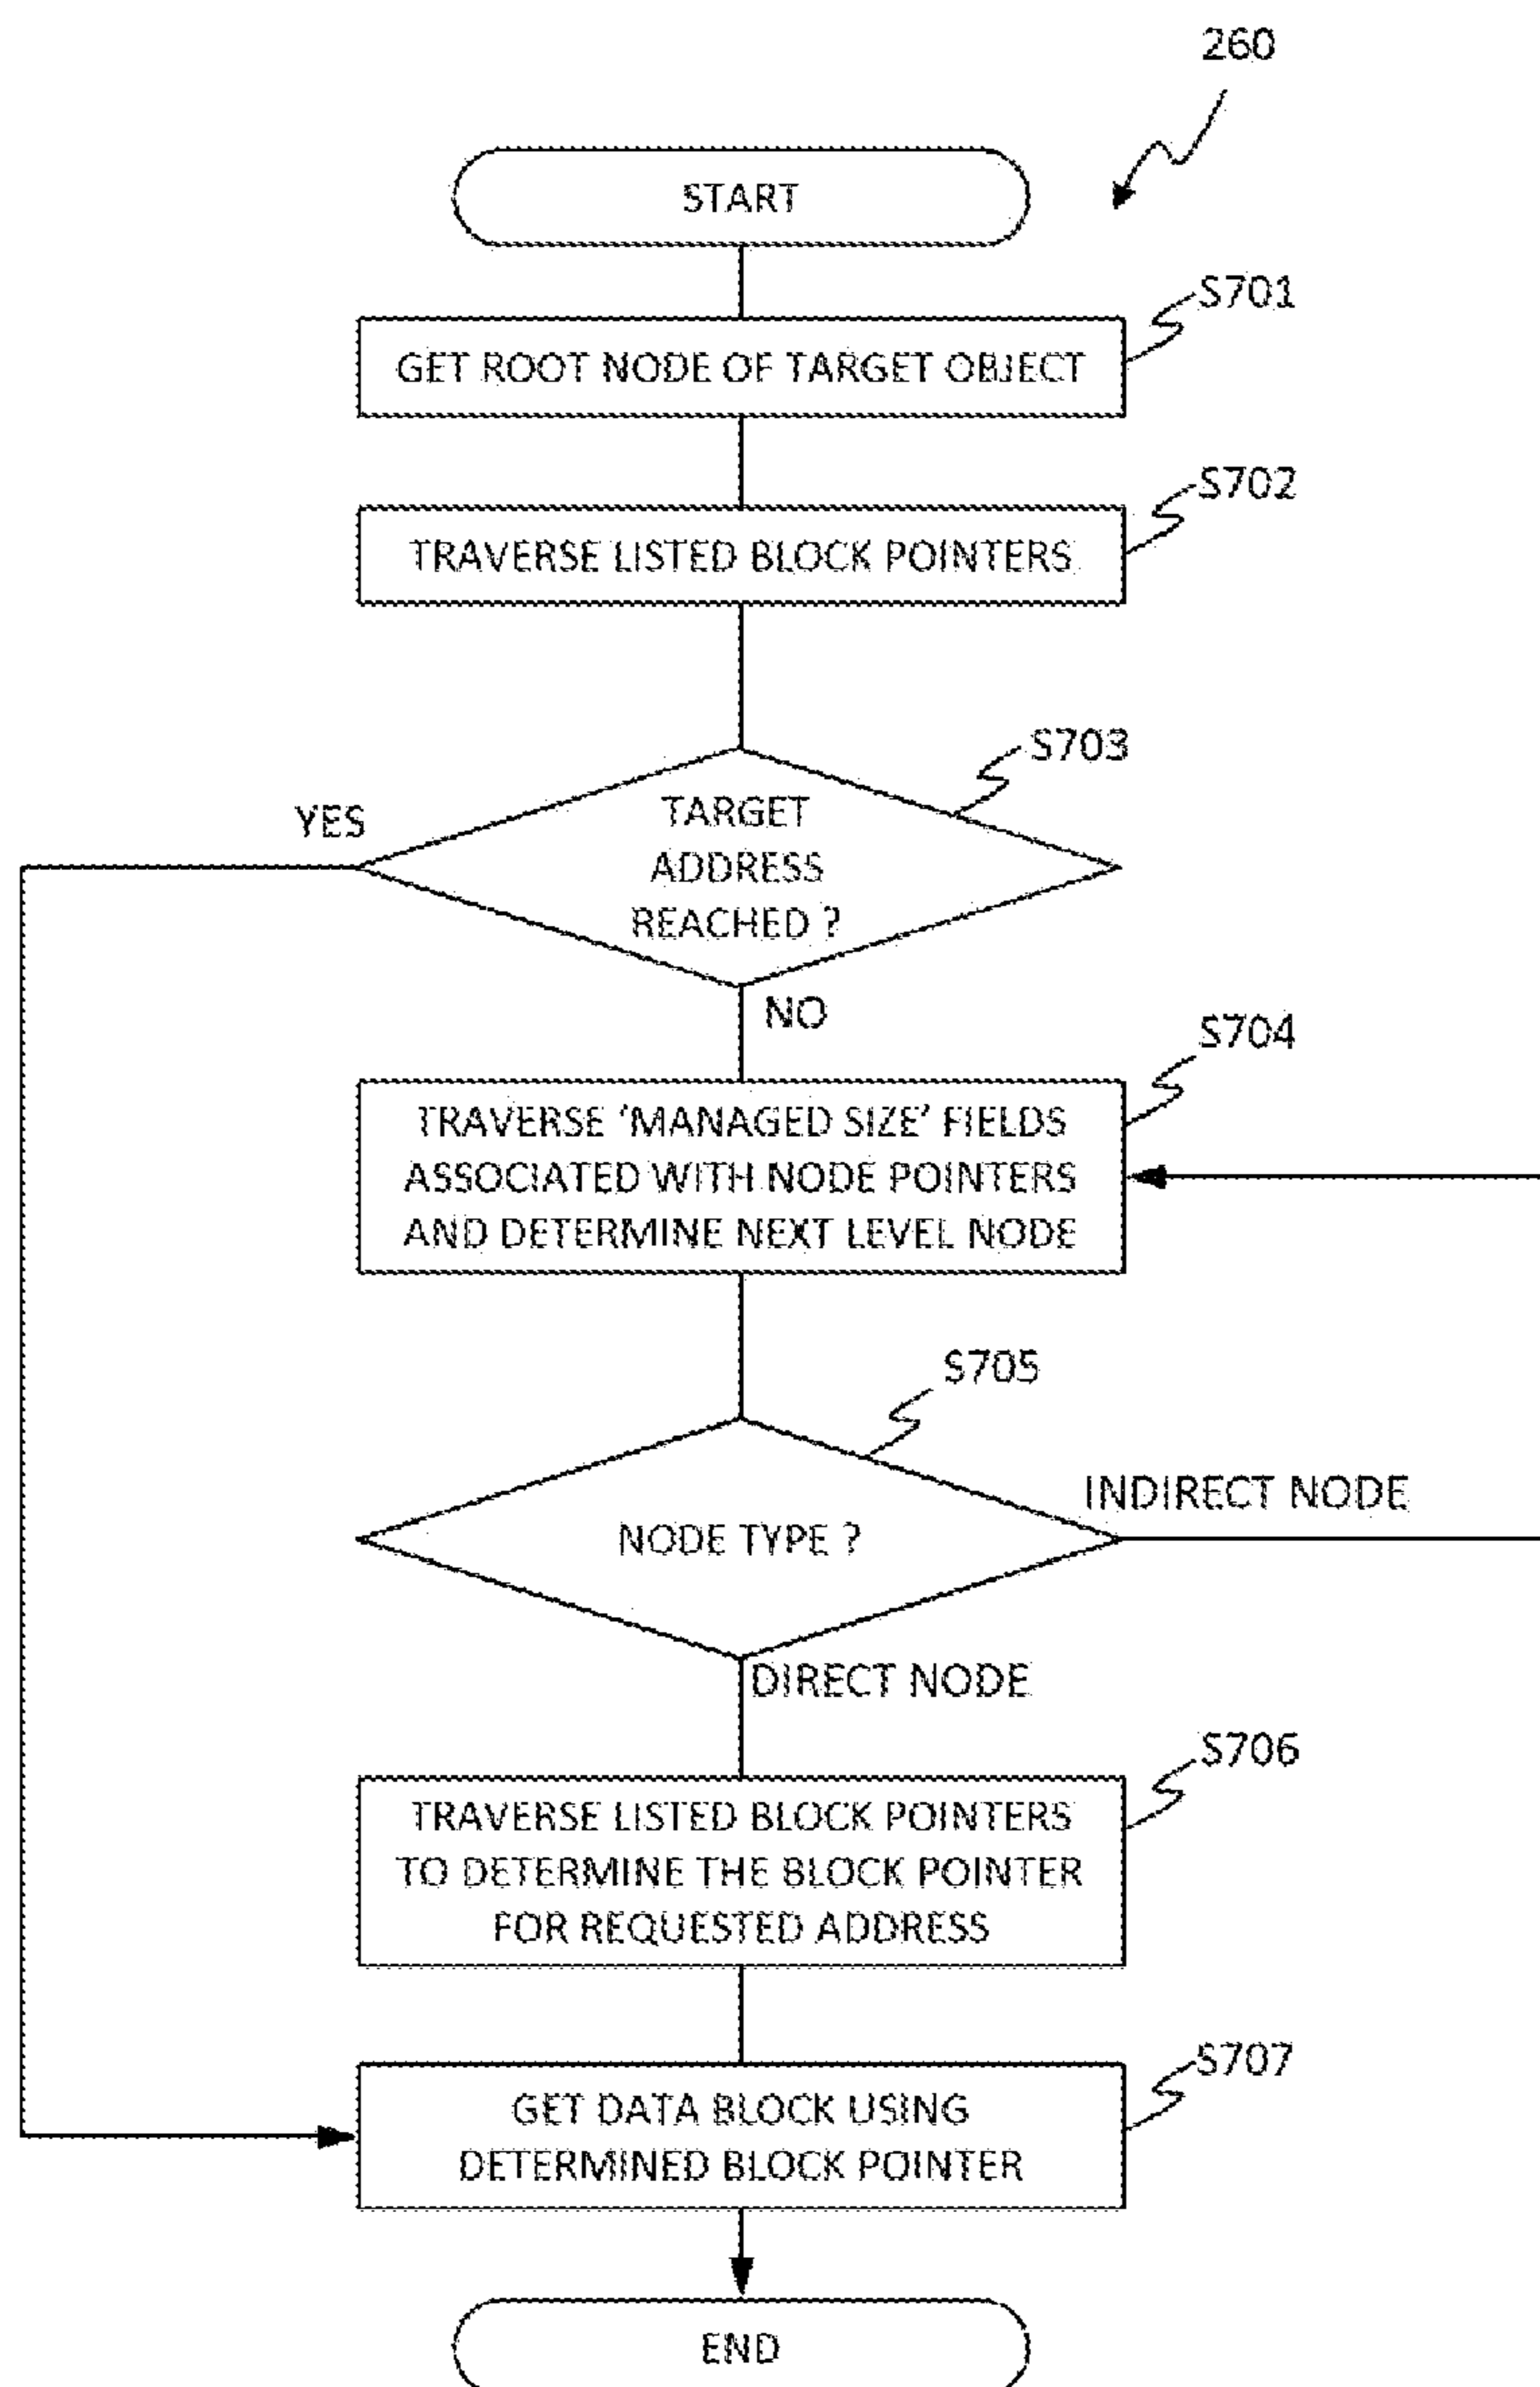 260
START
S701
GET ROOT NODE OF TARGET OBJECT
S702
TRAVERSE LISTED BLOCK POINTERS
S703
YES
TARGET
ADDRESS
REACHED ?
NO
S704
TRAVERSE 'MANAGED SIZE' FIELDS
ASSOCIATED WITH NODE POINTERS
AND DETERMINE NEXT LEVEL NODE
S705
INDIRECT NODE
NODE TYPE ?
DIRECT NODE
S706
TRAVERSE LISTED BLOCK POINTERS
TO DETERMINE THE BLOCK POINTER
FOR REQUESTED ADDRESS
S707
GET DATA BLOCK USING
DETERMINED BLOCK POINTER
END